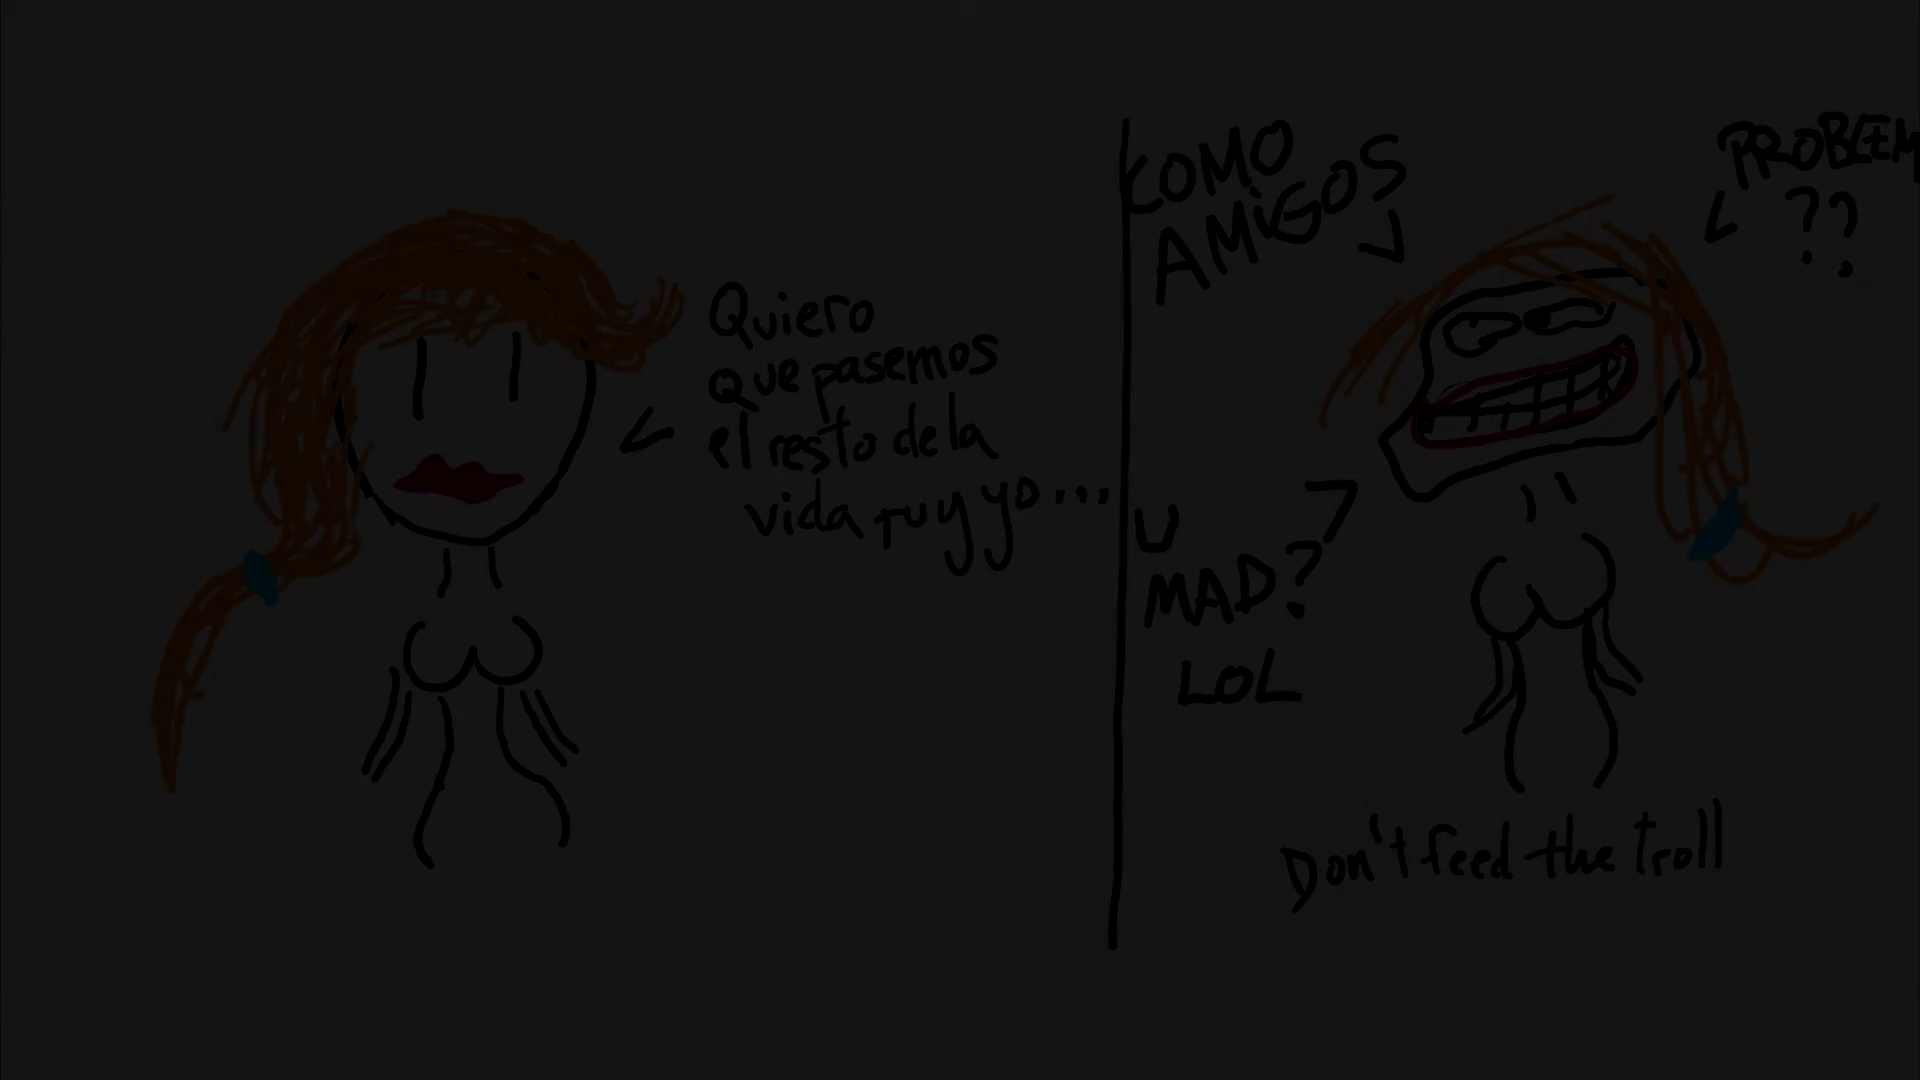 Quiero
que pasemos
el resto de la
vida tu y yo...
COMO
AMiGOS
PROBLEM
??
U
MAD?
LOL
Don't feed the troll